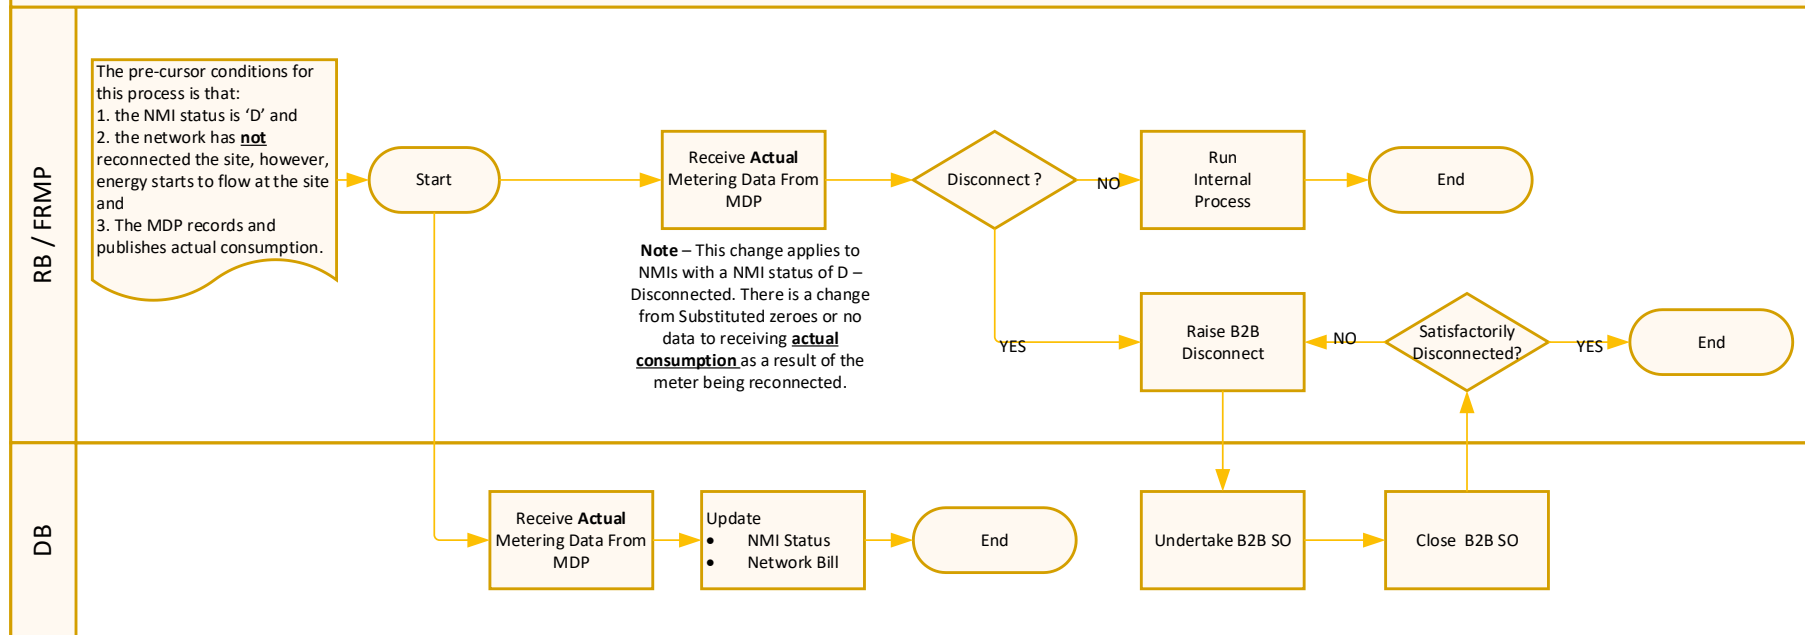 RB / FRMP
The pre-cursor conditions for
this process is that:
1. the NMI status is ‘D’ and
2. the network has not
reconnected the site, however,
energy starts to flow at the site
and
3. The MDP records and
publishes actual consumption.
Start
Receive Actual
Metering Data From
MDP
Disconnect ?
NO
Run
Internal
Process
End
Note – This change applies to
NMIs with a NMI status of D –
Disconnected. There is a change
from Substituted zeroes or no
data to receiving actual
consumption as a result of the
meter being reconnected.
YES
Raise B2B
Disconnect
NO
Satisfactorily
Disconnected?
YES
End
DB
Receive Actual
Metering Data From
MDP
Update
• NMI Status
• Network Bill
End
Undertake B2B SO
Close B2B SO